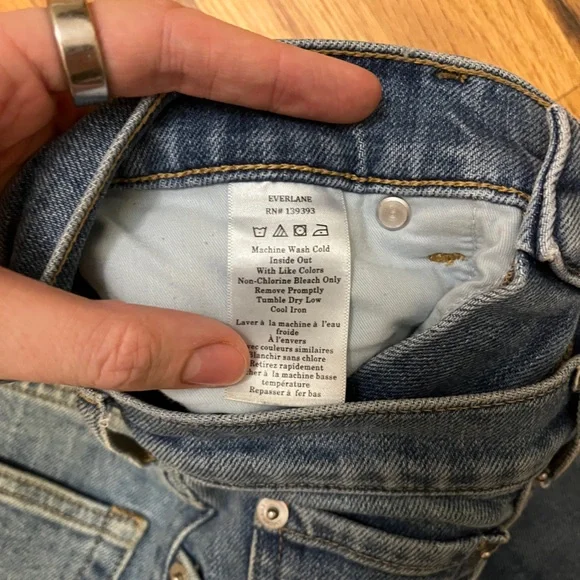 EVERLANE
RN# 139393
Machine Wash Cold
Inside Out
With Like Colors
Non-Chlorine Bleach Only
Remove Promptly
Tumble Dry Low
Cool Iron
Laver à la machine à l'eau
froide
À l'envers
couleurs similaires
Blanchir sans chlore
Retirez rapidement
à la machine basse
température
Repasser à fer bas